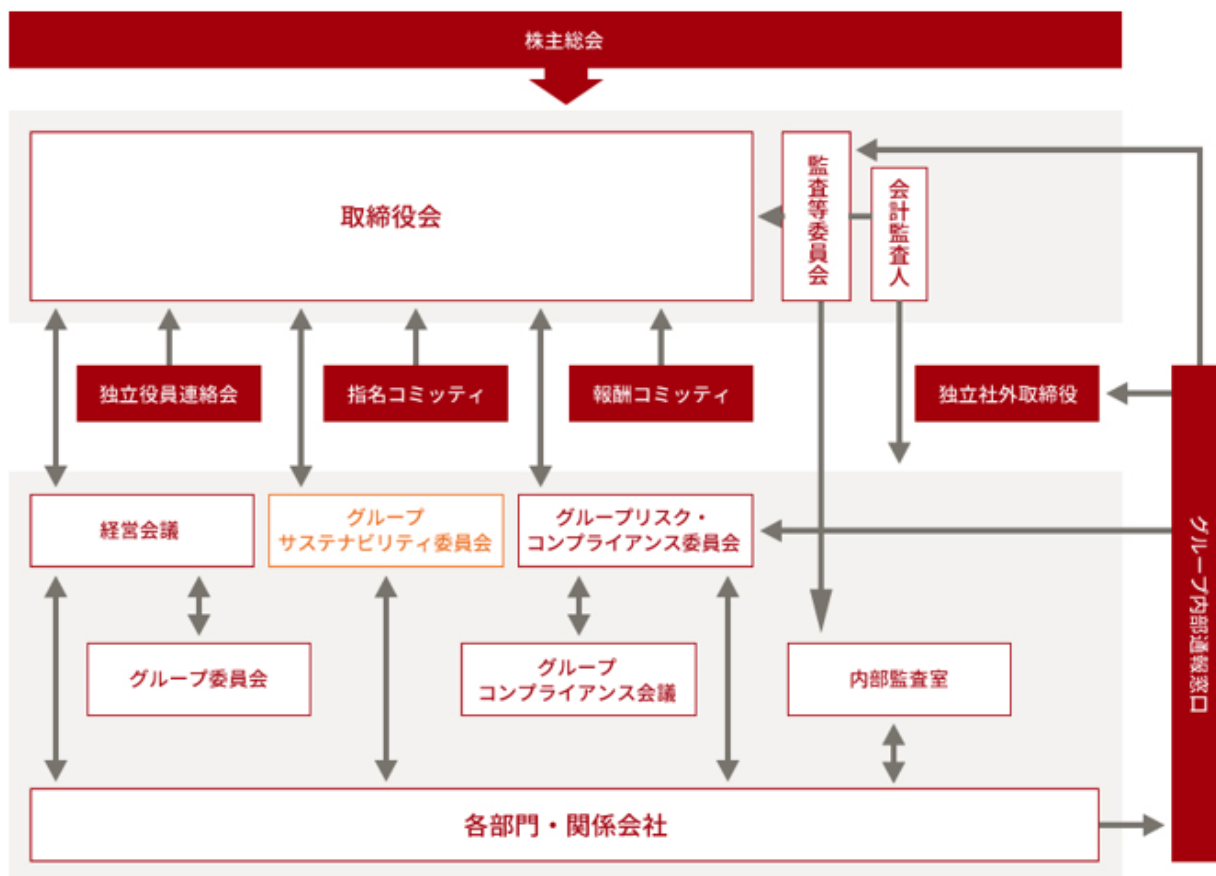 株主総会
取締役会
監査等委員会
会計監査人
独立役員連絡会
指名コミッティ
報酬コミッティ
独立社外取締役
経営会議
グループ
サステナビリティ委員会
グループリスク・
コンプライアンス委員会
グループ内部通報窓口
グループ委員会
グループ
コンプライアンス会議
内部監査室
各部門・関係会社